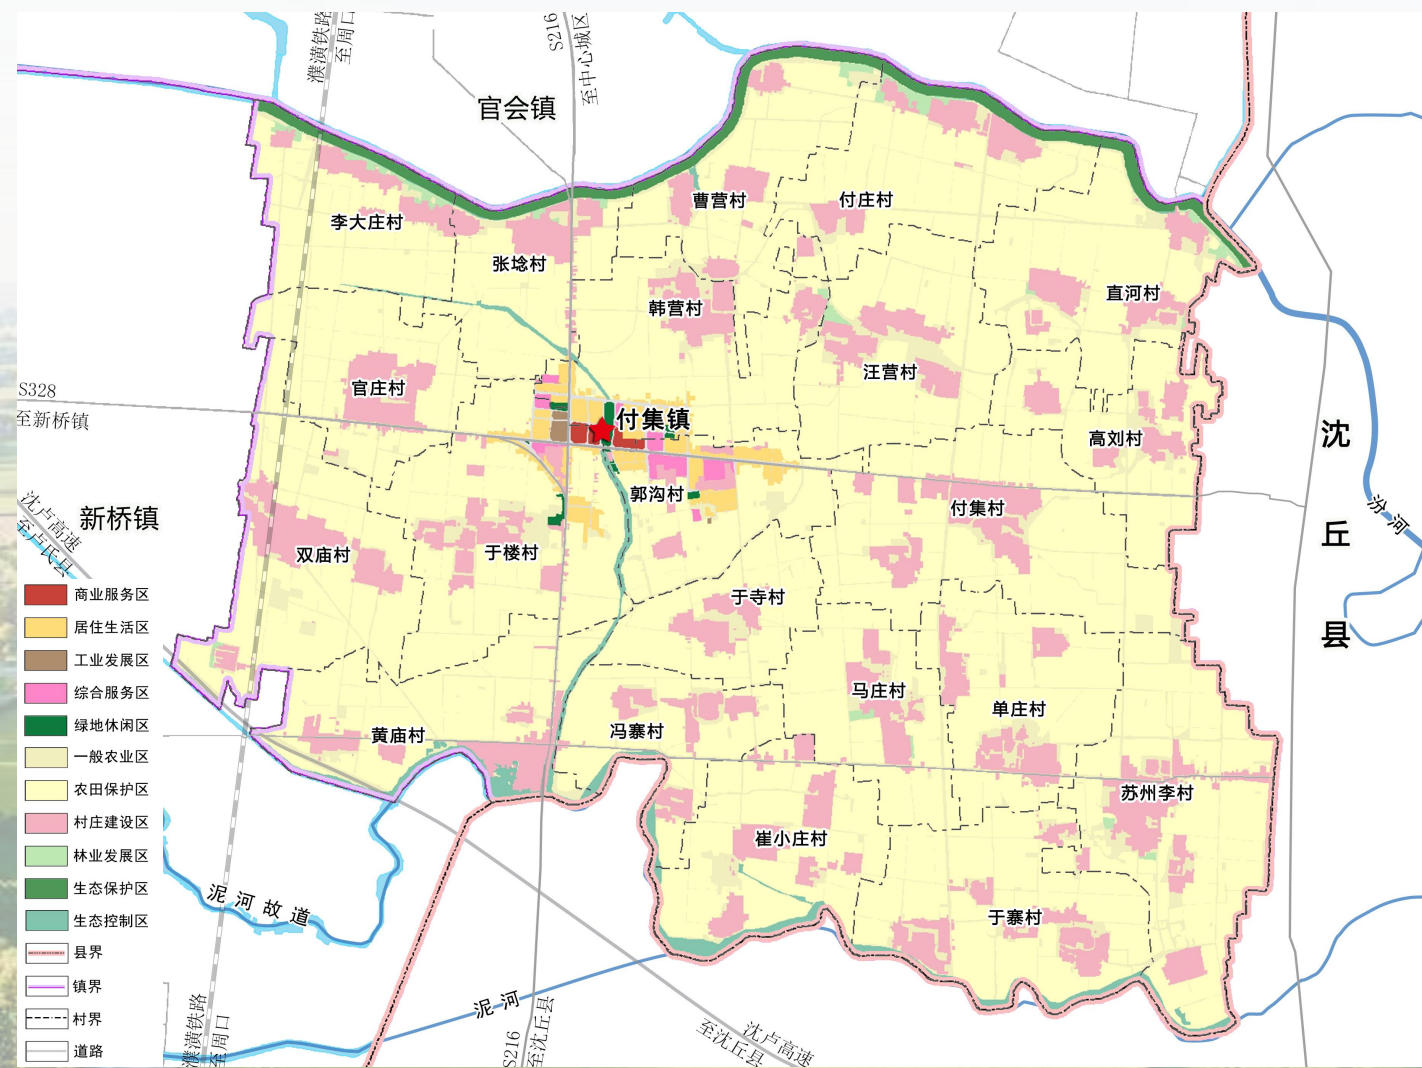 濮潢铁路
至周口
S216
至中心城区
官会镇
曹营村
付庄村
李大庄村
张埝村
韩营村
直河村
汪营村
官庄村
S328
至新桥镇
付集镇
沈丘县
高刘村
郭沟村
付集村
汾河
新桥镇
沈卢高速
至卢氏县
双庙村
于楼村
于寺村
马庄村
单庄村
黄庙村
冯寨村
苏州李村
崔小庄村
于寨村
商业服务区
居住生活区
工业发展区
综合服务区
绿地休闲区
一般农业区
农田保护区
村庄建设区
林业发展区
生态保护区
生态控制区
县界
镇界
村界
道路
泥河故道
泥河
濮潢铁路
至周口
S216
至沈丘县
沈卢高速
至沈丘县